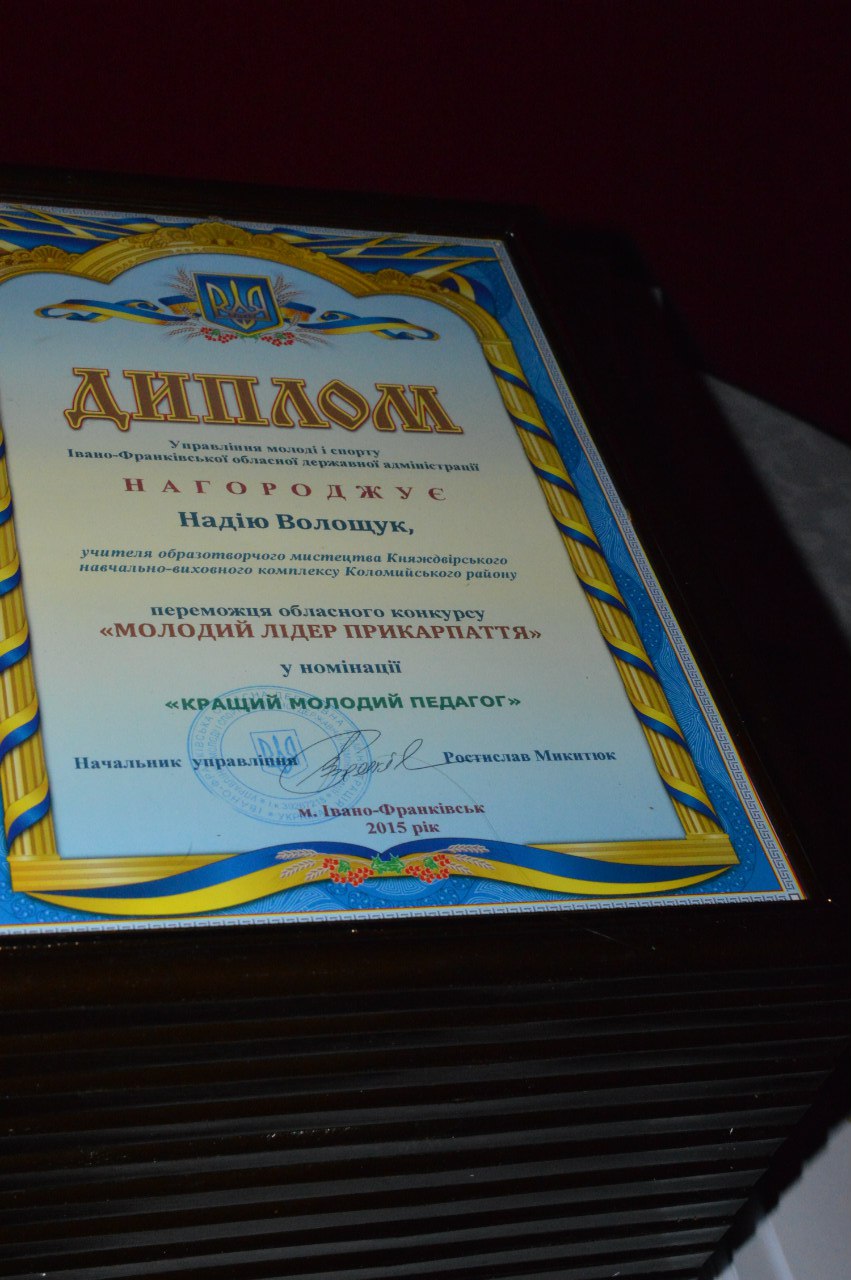 ДИПЛОМ
Управління молоді і спорту
Івано-Франківської обласної державної адміністрації
НАГОРОДЖУЄ
Надію Волощук,
учителя образотворчого мистецтва Княждвірського
навчально-виховного комплексу Коломийського району
переможця обласного конкурсу
«МОЛОДИЙ ЛІДЕР ПРИКАРПАТТЯ»
у номінації
«КРАЩИЙ МОЛОДИЙ ПЕДАГОГ»
Начальник управління Ростислав Микитюк
м. Івано-Франківськ
2015 рік